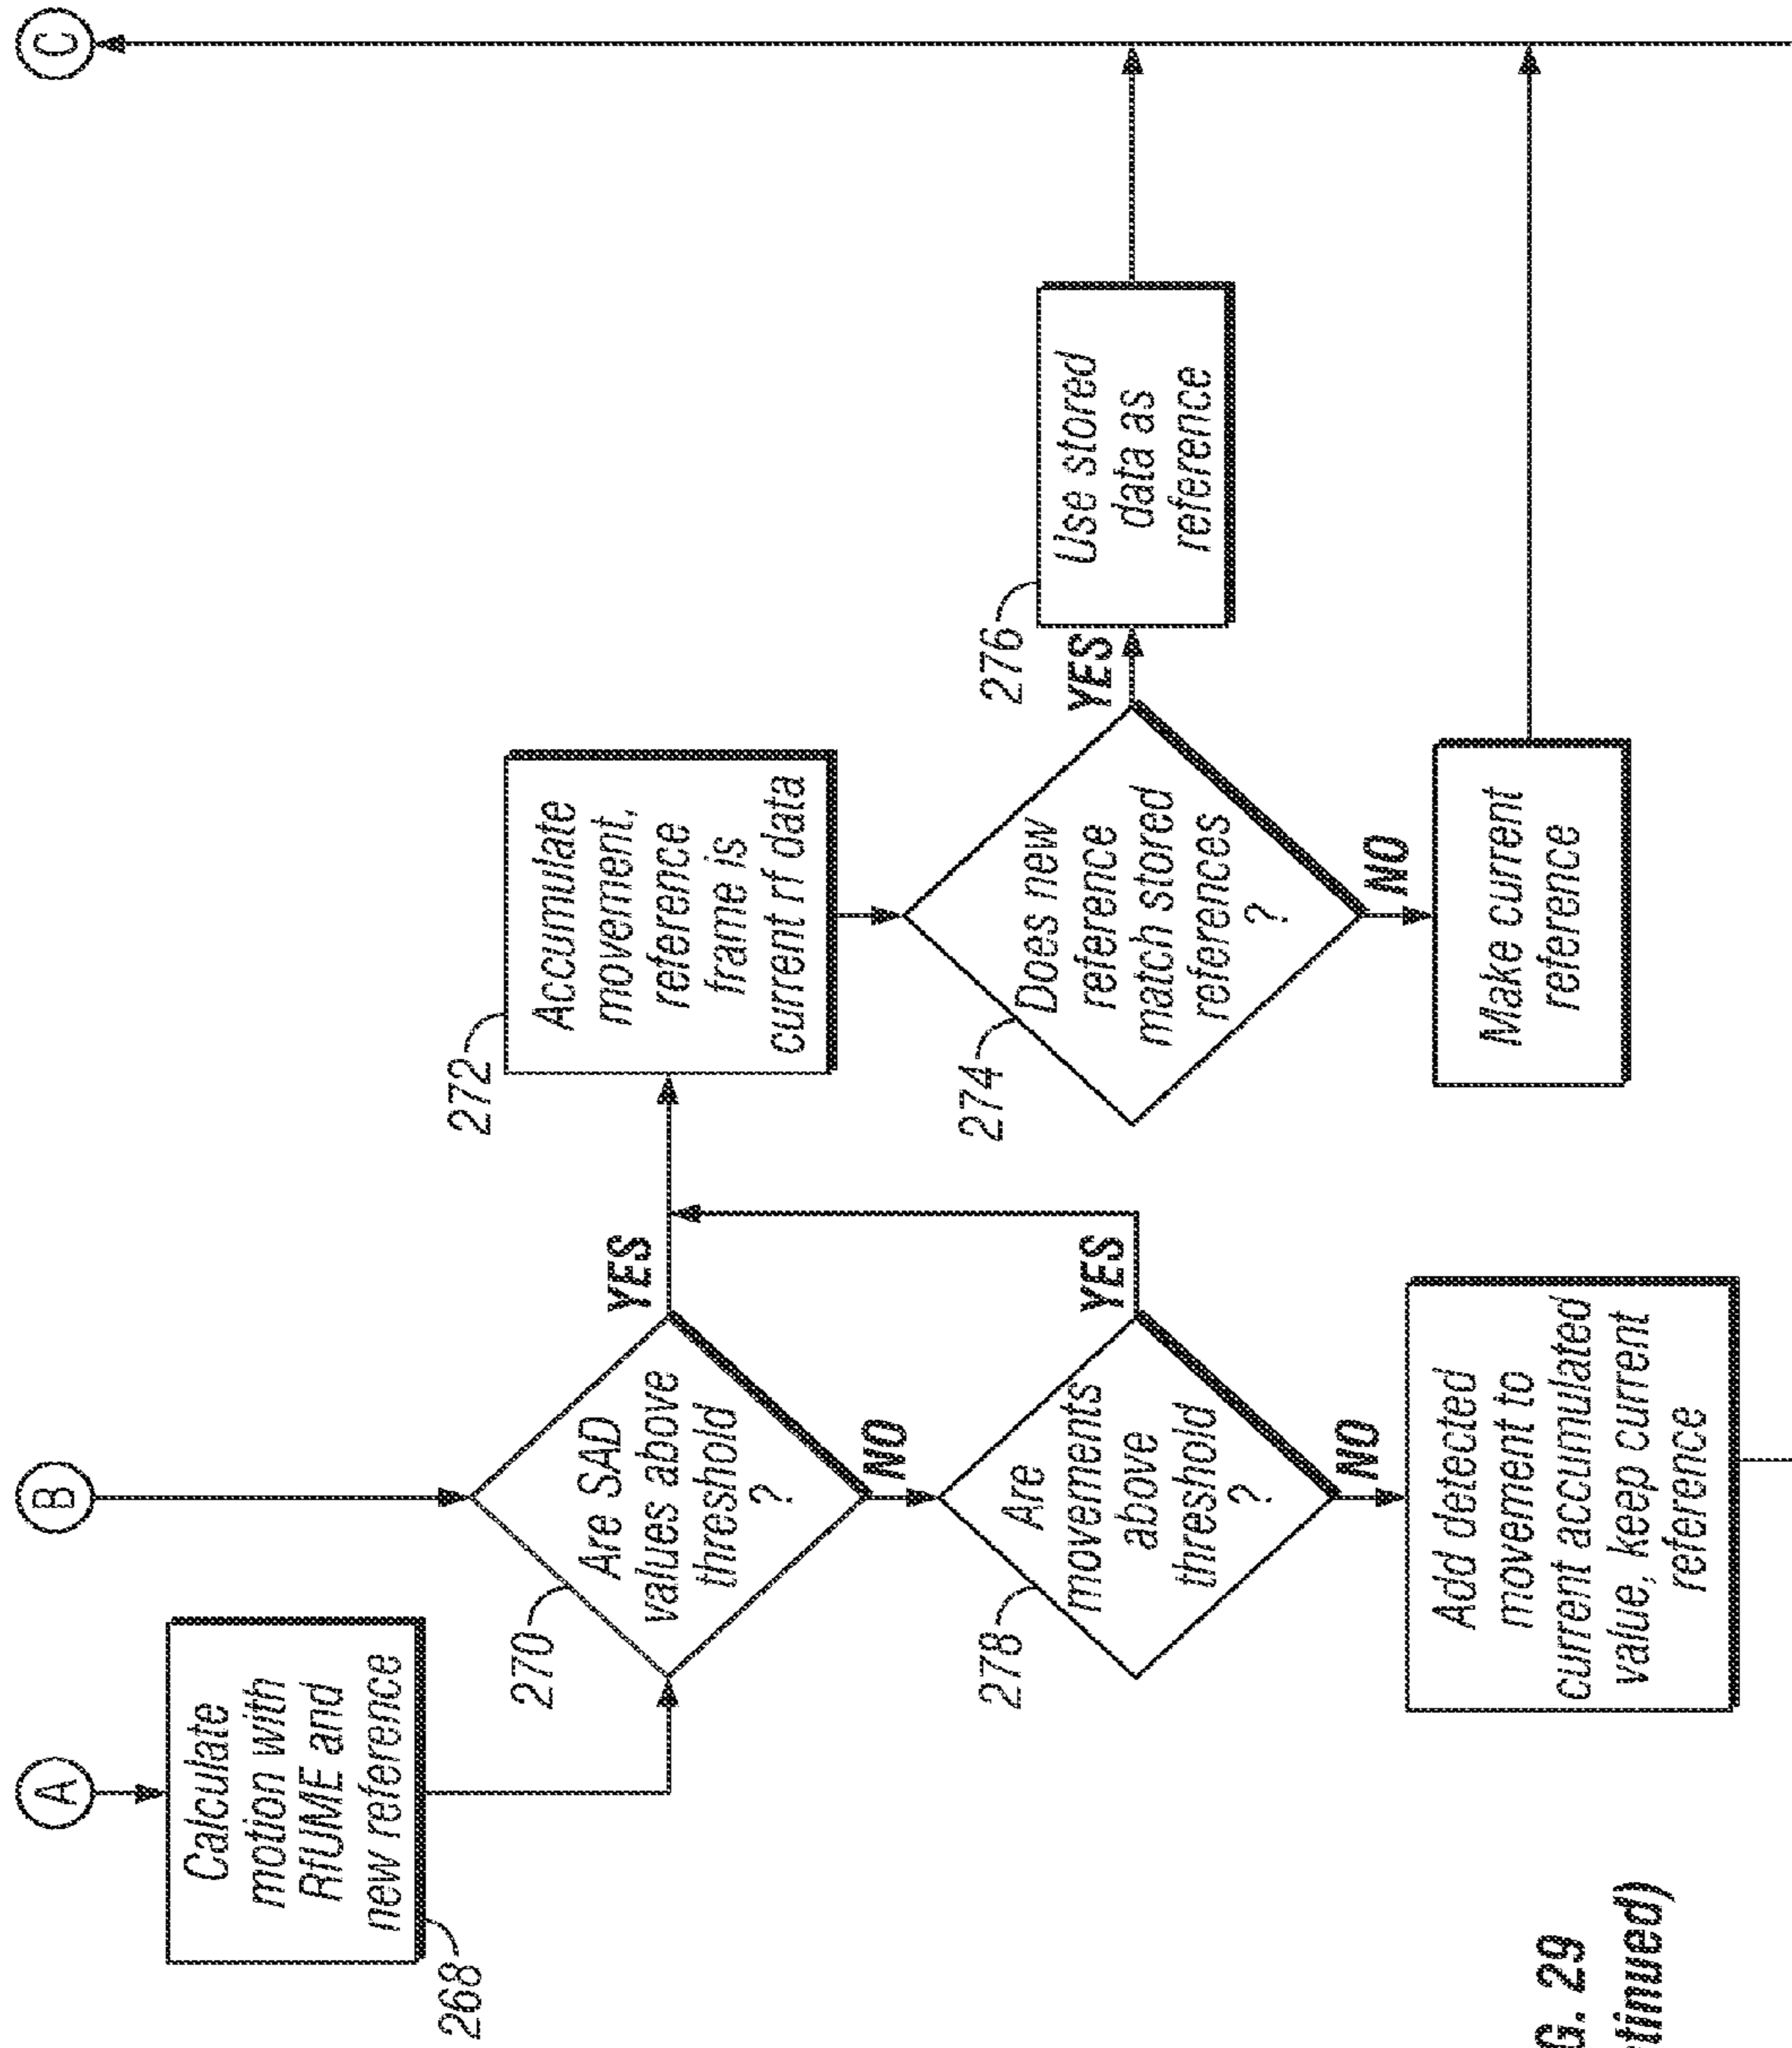 A
B
C
Calculate
motion with
RfUME and
new reference
268
Are SAD
values above
threshold
?
270
YES
NO
Accumulate
movement,
reference
frame is
current rf data
272
Are
movements
above
threshold
?
278
YES
NO
Does new
reference
match stored
references
?
274
YES
NO
Use stored
data as
reference
276
Add detected
movement to
current accumulated
value, keep current
reference
Make current
reference
G. 29
tinued)